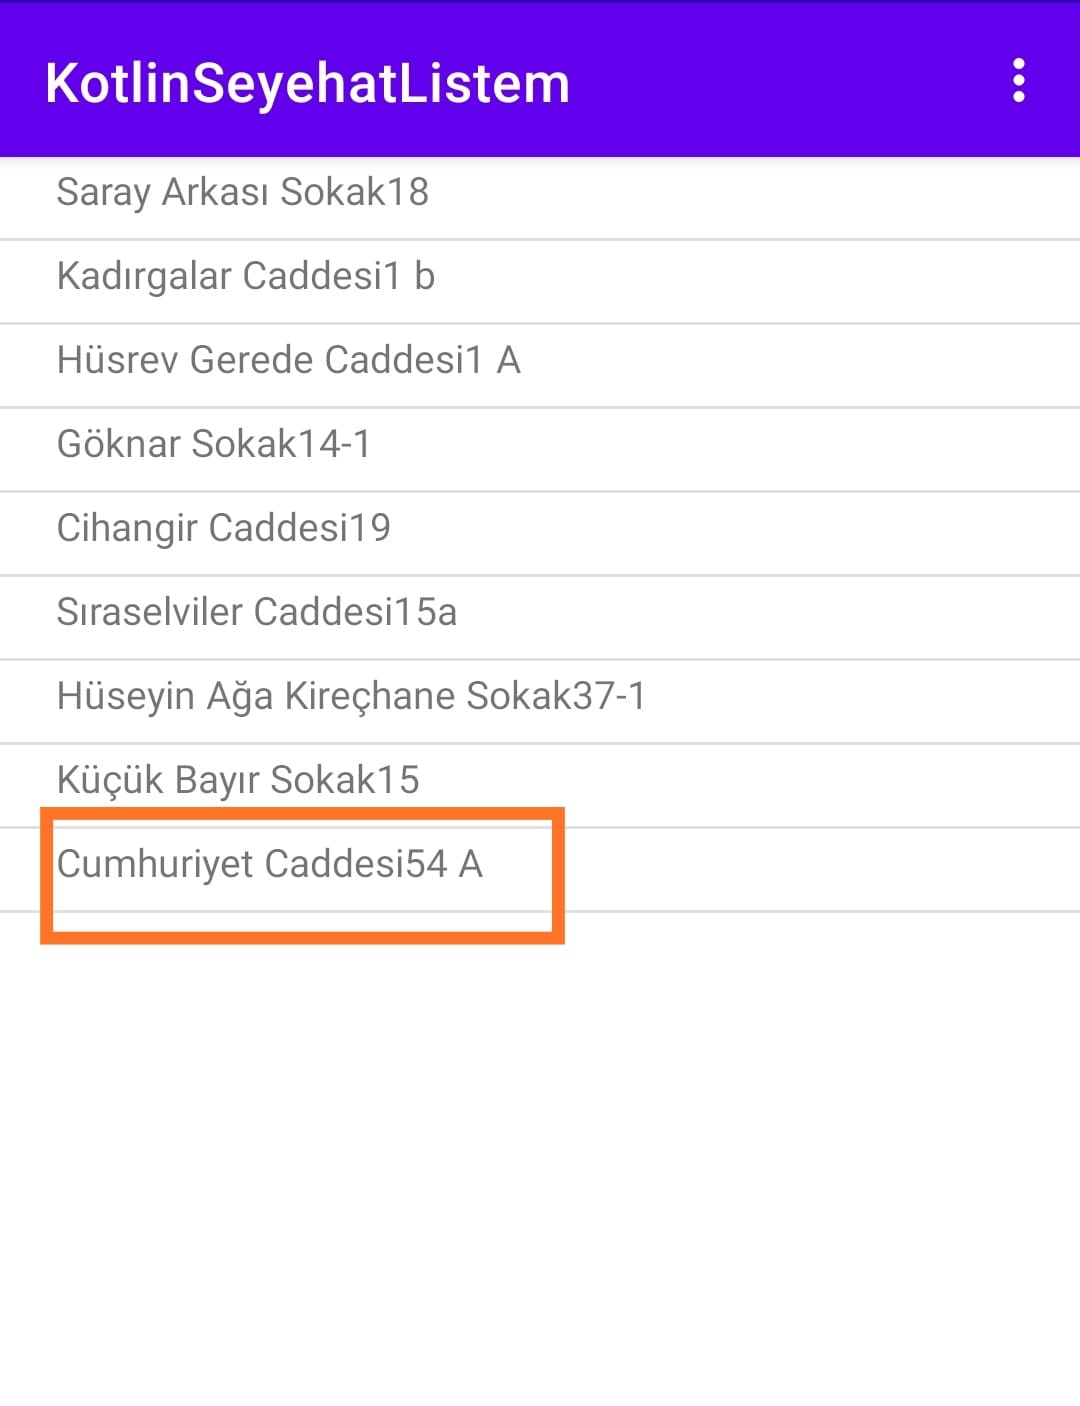 KotlinSeyehatListem
Saray Arkası Sokak18
Kadırgalar Caddesi1 b
Hüsrev Gerede Caddesi1 A
Göknar Sokak14-1
Cihangir Caddesi19
Sıraselviler Caddesi15a
Hüseyin Ağa Kireçhane Sokak37-1
Küçük Bayır Sokak15
Cumhuriyet Caddesi54 A